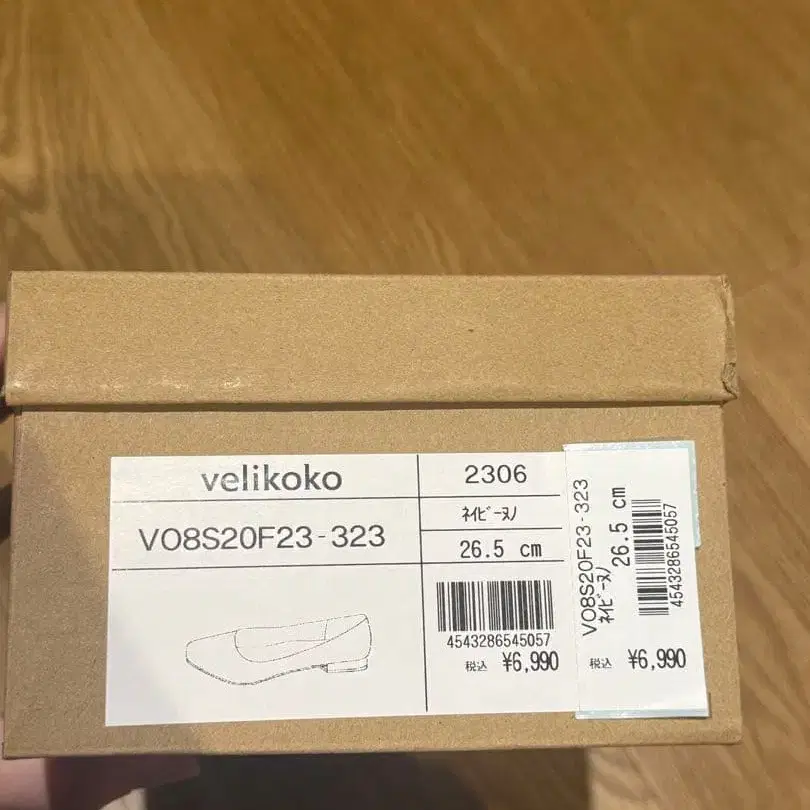 velikoko
2306
VO8S20F23-323
ﾈｲﾋﾞｰﾇﾉ
26.5 cm
4543286545057
税込 ¥6,990
VO8S20F23-323
ﾈｲﾋﾞｰﾇﾉ
26.5 cm
4543286545057
税込 ¥6,990